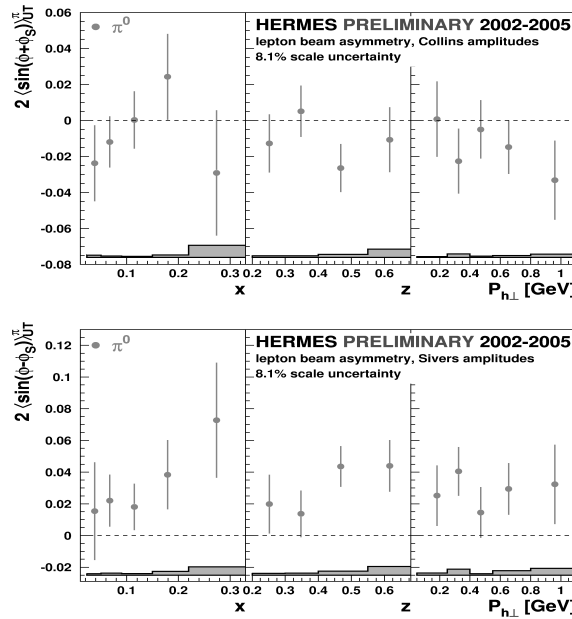 0.06
0.04
0.02
0
-0.02
-0.04
-0.06
-0.08
2 ⟨sin(ϕ+ϕS)⟩πUT
π0
HERMES PRELIMINARY 2002-2005
lepton beam asymmetry, Collins amplitudes
8.1% scale uncertainty
0.1 0.2 0.3 0.2 0.3 0.4 0.5 0.6 0.2 0.4 0.6 0.8 1
x z Ph⊥ [GeV]
0.12
0.1
0.08
0.06
0.04
0.02
0
-0.02
2 ⟨sin(ϕ-ϕS)⟩πUT
π0
HERMES PRELIMINARY 2002-2005
lepton beam asymmetry, Sivers amplitudes
8.1% scale uncertainty
0.1 0.2 0.3 0.2 0.3 0.4 0.5 0.6 0.2 0.4 0.6 0.8 1
x z Ph⊥ [GeV]